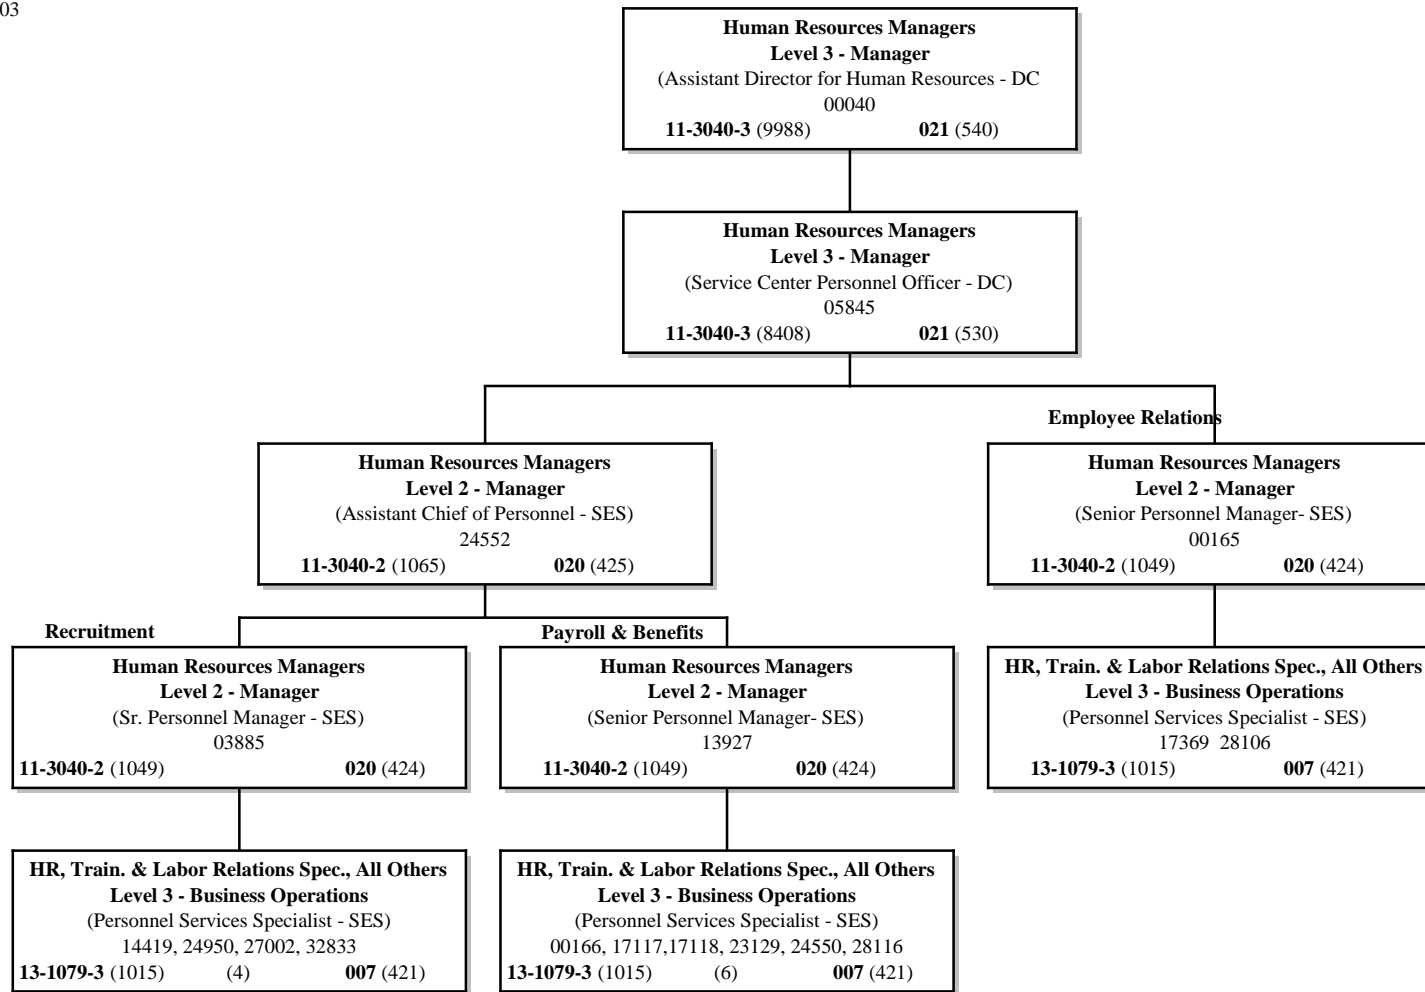 03
Human Resources Managers
Level 3 - Manager
(Assistant Director for Human Resources - DC
00040
11-3040-3 (9988) 021 (540)
Human Resources Managers
Level 3 - Manager
(Service Center Personnel Officer - DC)
05845
11-3040-3 (8408) 021 (530)
Human Resources Managers
Level 2 - Manager
(Assistant Chief of Personnel - SES)
24552
11-3040-2 (1065) 020 (425)
Employee Relations
Human Resources Managers
Level 2 - Manager
(Senior Personnel Manager- SES)
00165
11-3040-2 (1049) 020 (424)
Recruitment
Human Resources Managers
Level 2 - Manager
(Sr. Personnel Manager - SES)
03885
11-3040-2 (1049) 020 (424)
Payroll & Benefits
Human Resources Managers
Level 2 - Manager
(Senior Personnel Manager- SES)
13927
11-3040-2 (1049) 020 (424)
HR, Train. & Labor Relations Spec., All Others
Level 3 - Business Operations
(Personnel Services Specialist - SES)
17369 28106
13-1079-3 (1015) 007 (421)
HR, Train. & Labor Relations Spec., All Others
Level 3 - Business Operations
(Personnel Services Specialist - SES)
14419, 24950, 27002, 32833
13-1079-3 (1015) (4) 007 (421)
HR, Train. & Labor Relations Spec., All Others
Level 3 - Business Operations
(Personnel Services Specialist - SES)
00166, 17117,17118, 23129, 24550, 28116
13-1079-3 (1015) (6) 007 (421)